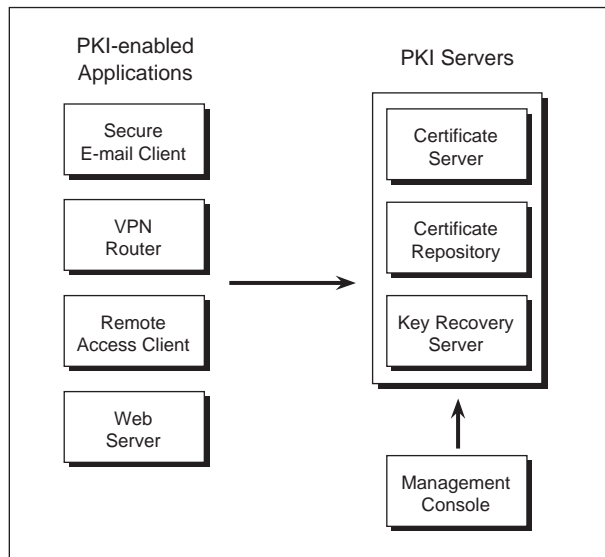 PKI-enabled
Applications
Secure
E-mail Client
VPN
Router
Remote
Access Client
Web
Server
PKI Servers
Certificate
Server
Certificate
Repository
Key Recovery
Server
Management
Console